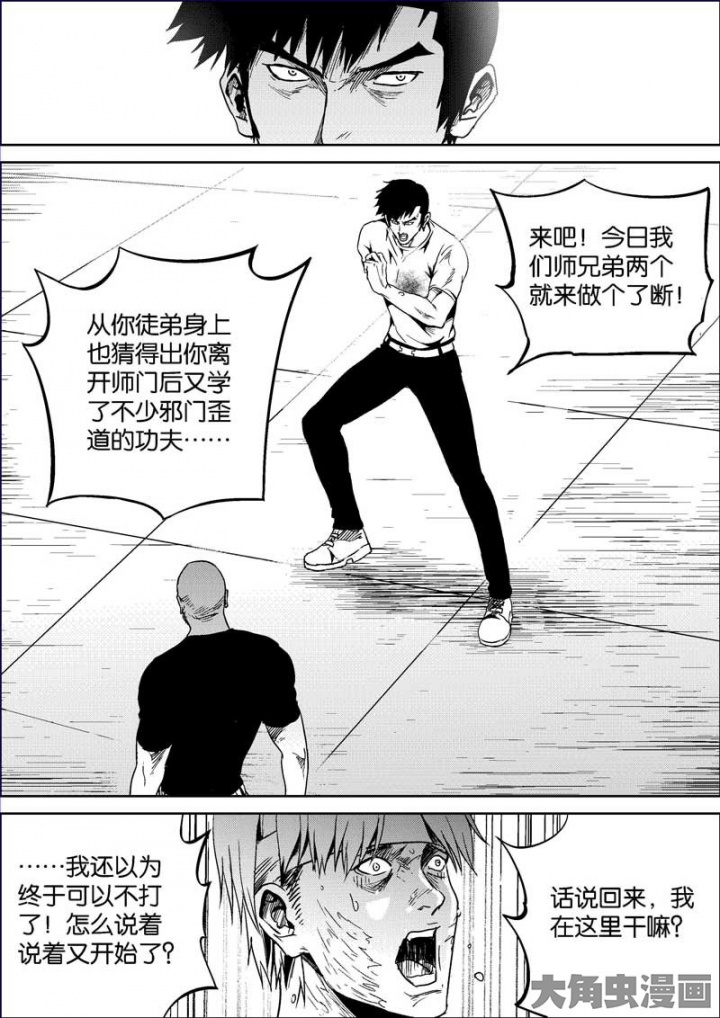 来吧！今日我
们师兄弟两个
就来做个了断！
从你徒弟身上
也猜得出你离
开师门后又学
了不少邪门歪
道的功夫……
……我还以为
终于可以不打
了！怎么说着
说着又开始了？
话说回来，我
在这里干嘛？
大角虫漫画